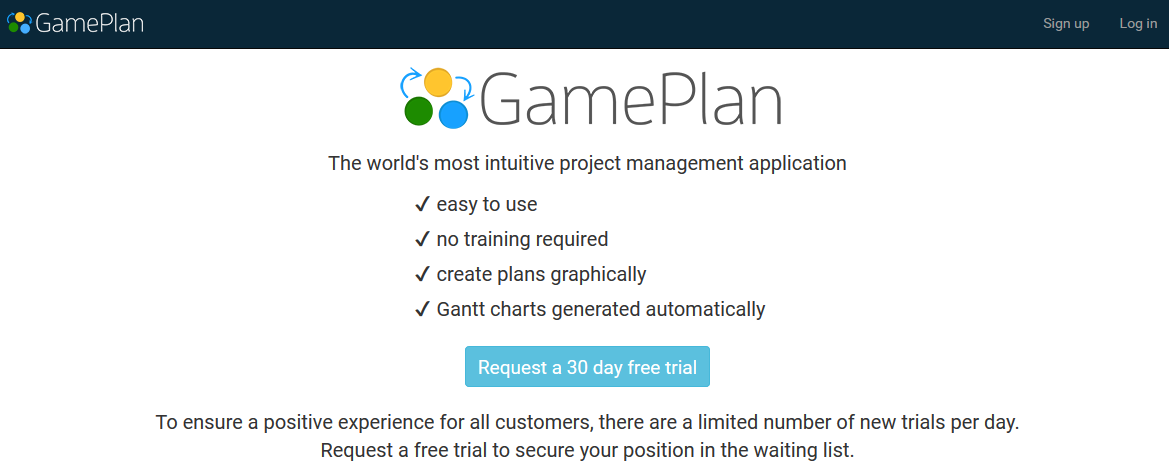 GamePlan
Sign up
Log in
GamePlan
The world's most intuitive project management application
✓ easy to use
✓ no training required
✓ create plans graphically
✓ Gantt charts generated automatically
Request a 30 day free trial
To ensure a positive experience for all customers, there are a limited number of new trials per day.
Request a free trial to secure your position in the waiting list.